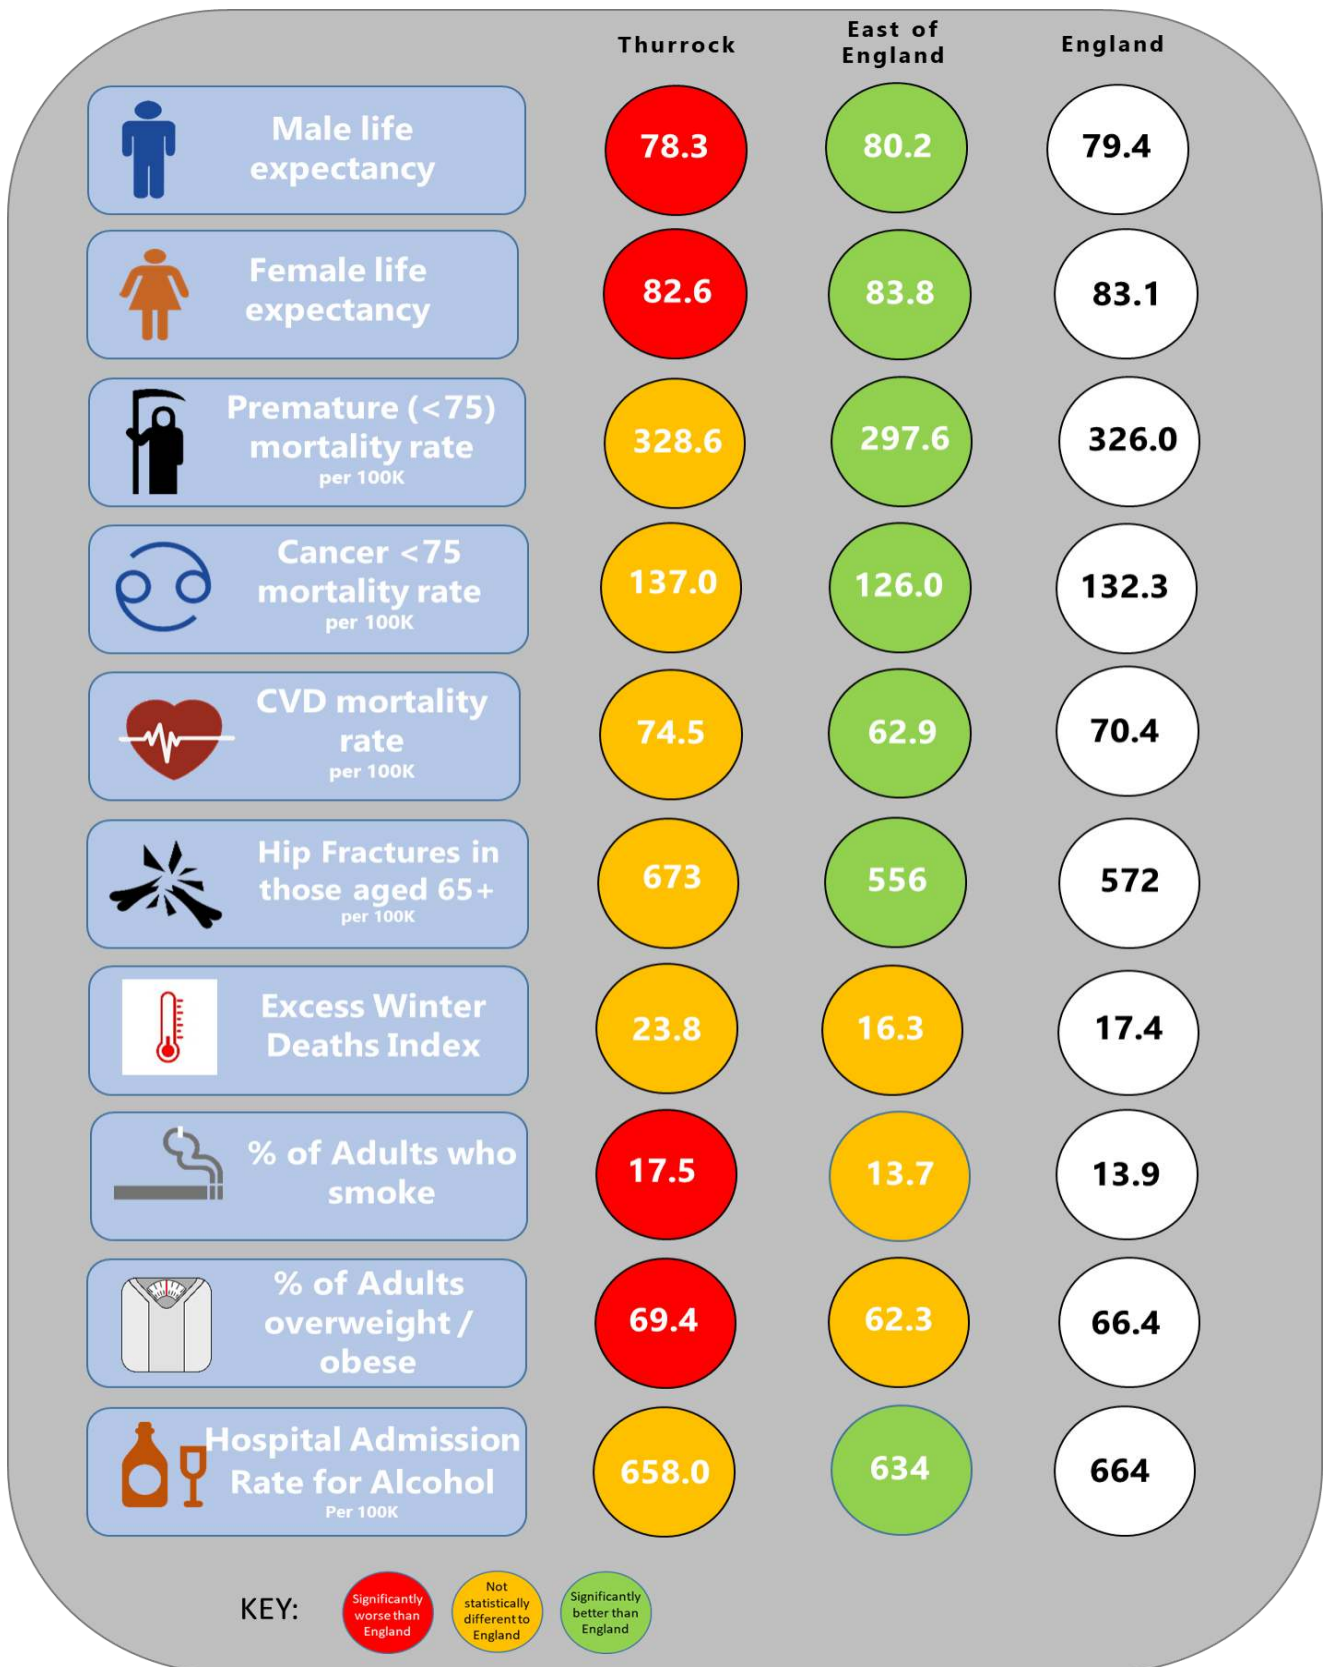 Thurrock
East of
England
England
Male life
expectancy
78.3
80.2
79.4
Female life
expectancy
82.6
83.8
83.1
Premature (<75)
mortality rate
per 100K
328.6
297.6
326.0
Cancer <75
mortality rate
per 100K
137.0
126.0
132.3
CVD mortality
rate
per 100K
74.5
62.9
70.4
Hip Fractures in
those aged 65+
per 100K
673
556
572
Excess Winter
Deaths Index
23.8
16.3
17.4
% of Adults who
smoke
17.5
13.7
13.9
% of Adults
overweight /
obese
69.4
62.3
66.4
Hospital Admission
Rate for Alcohol
Per 100K
658.0
634
664
KEY:
Significantly
worse than
England
Not
statistically
different to
England
Significantly
better than
England